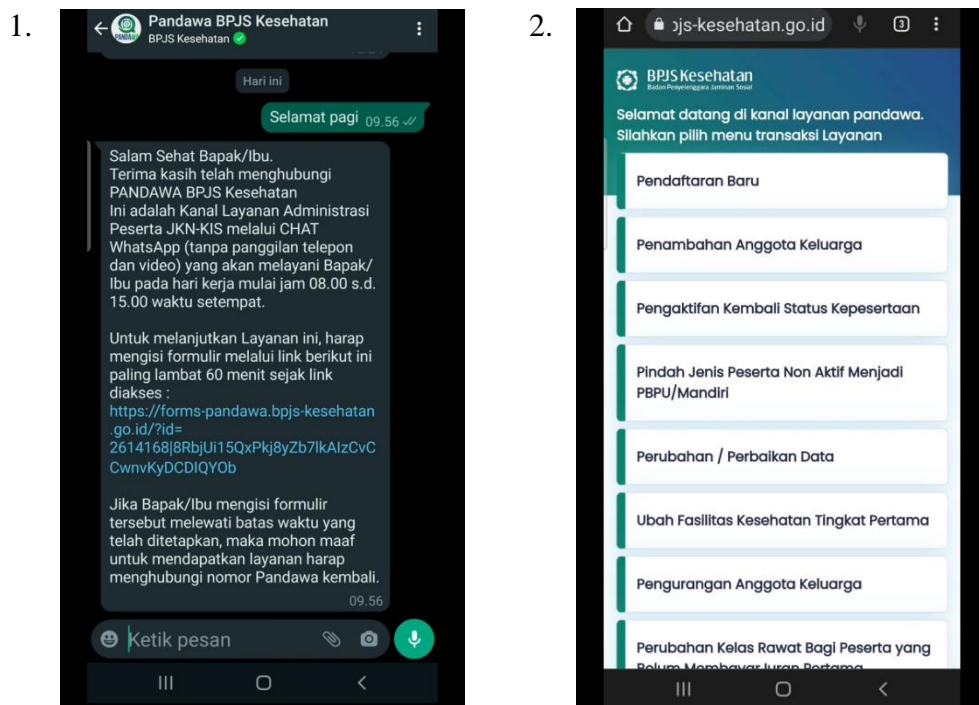 1.
Pandawa BPJS Kesehatan
BPJS Kesehatan
Hari ini
Selamat pagi 09.56
Salam Sehat Bapak/Ibu.
Terima kasih telah menghubungi
PANDAWA BPJS Kesehatan
Ini adalah Kanal Layanan Administrasi
Peserta JKN-KIS melalui CHAT
WhatsApp (tanpa panggilan telepon
dan video) yang akan melayani Bapak/
Ibu pada hari kerja mulai jam 08.00 s.d.
15.00 waktu setempat.
Untuk melanjutkan Layanan ini, harap
mengisi formulir melalui link berikut ini
paling lambat 60 menit sejak link
diakses :
https://forms-pandawa.bpjs-kesehatan
.go.id/?id=
2614168|8RbjUi15QxPkj8yZb7lkAIzCvC
CwnvKyDCDIQYOb
Jika Bapak/Ibu mengisi formulir
tersebut melewati batas waktu yang
telah ditetapkan, maka mohon maaf
untuk mendapatkan layanan harap
menghubungi nomor Pandawa kembali.
09.56
Ketik pesan
2.
ojs-kesehatan.go.id 3
BPJS Kesehatan
Badan Penyelenggara Jaminan Sosial
Selamat datang di kanal layanan pandawa.
Silahkan pilih menu transaksi Layanan
Pendaftaran Baru
Penambahan Anggota Keluarga
Pengaktifan Kembali Status Kepesertaan
Pindah Jenis Peserta Non Aktif Menjadi
PBPU/Mandiri
Perubahan / Perbaikan Data
Ubah Fasilitas Kesehatan Tingkat Pertama
Pengurangan Anggota Keluarga
Perubahan Kelas Rawat Bagi Peserta yang
Belum Membayar Iuran Pertama